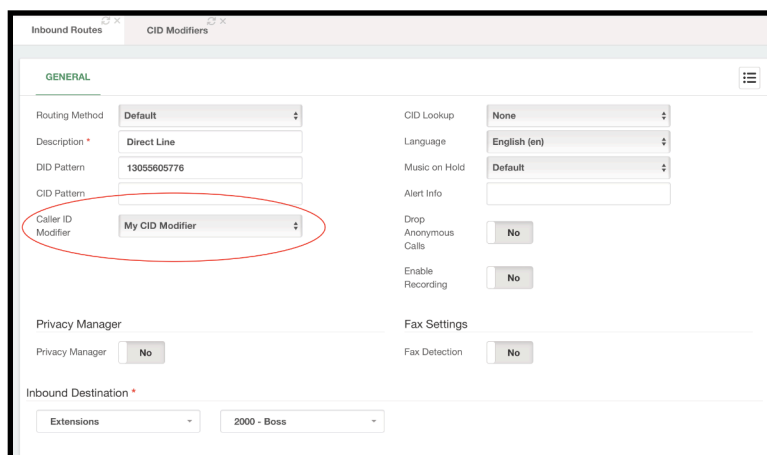 Inbound Routes
CID Modifiers
GENERAL
Routing Method Default
CID Lookup None
Description * Direct Line
Language English (en)
DID Pattern 13055605776
Music on Hold Default
CID Pattern
Alert Info
Caller ID
Modifier
My CID Modifier
Drop
Anonymous
Calls
No
Enable
Recording
No
Privacy Manager
Fax Settings
Privacy Manager No
Fax Detection No
Inbound Destination *
Extensions
2000 - Boss